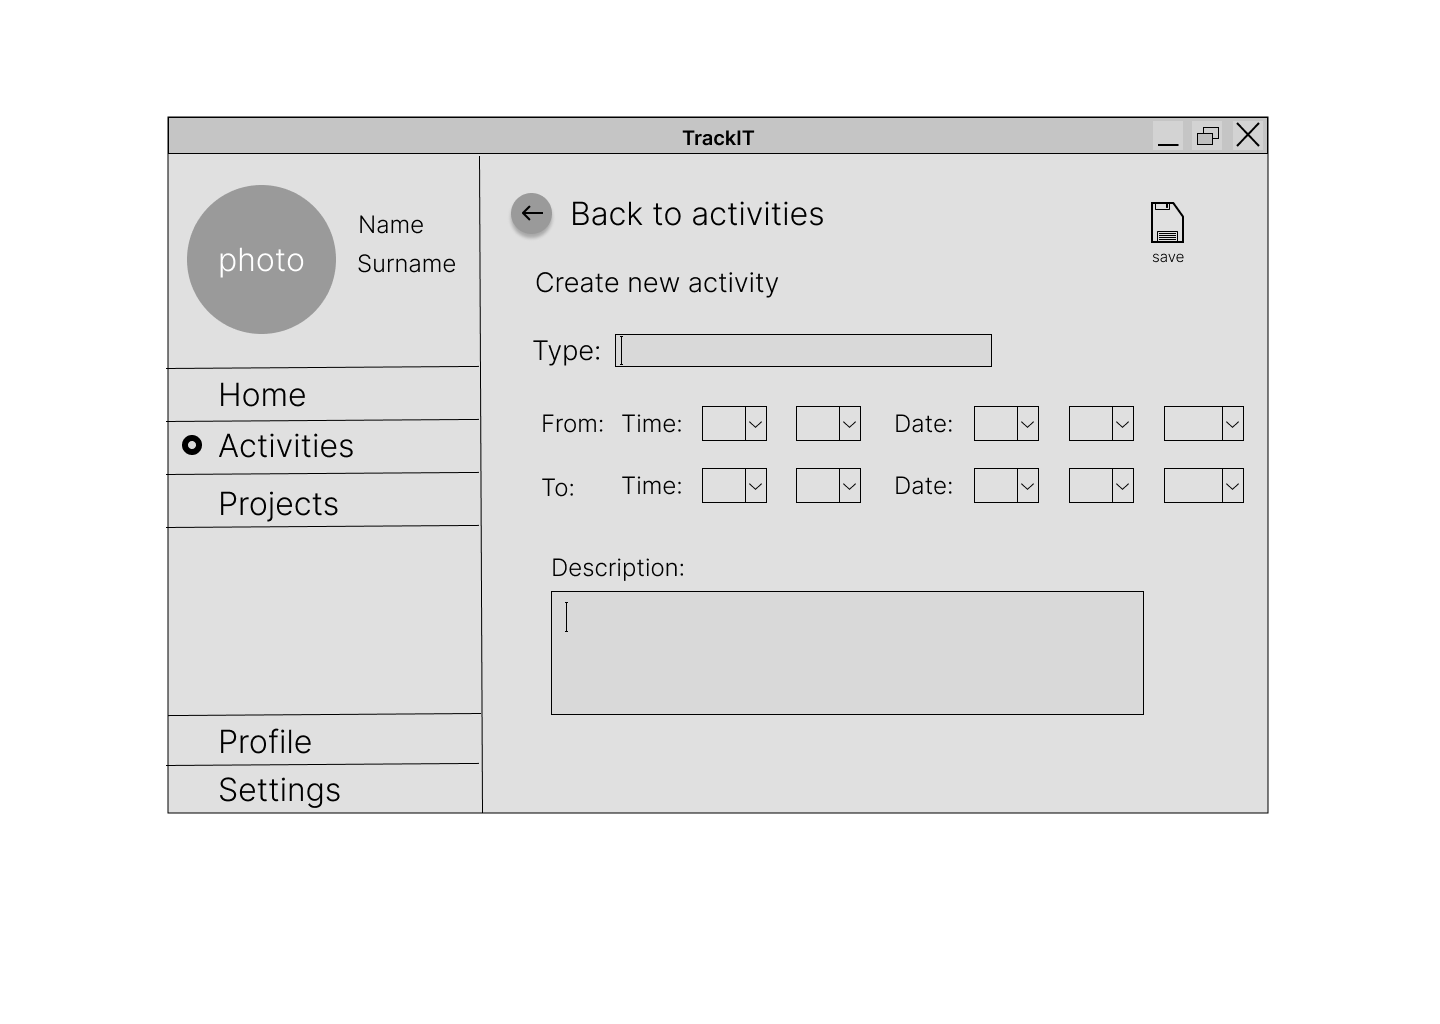 TrackIT
photo
Name
Surname
Home
Activities
Projects
Profile
Settings
Back to activities
save
Create new activity
Type:
From: Time: Date:
To: Time: Date:
Description: